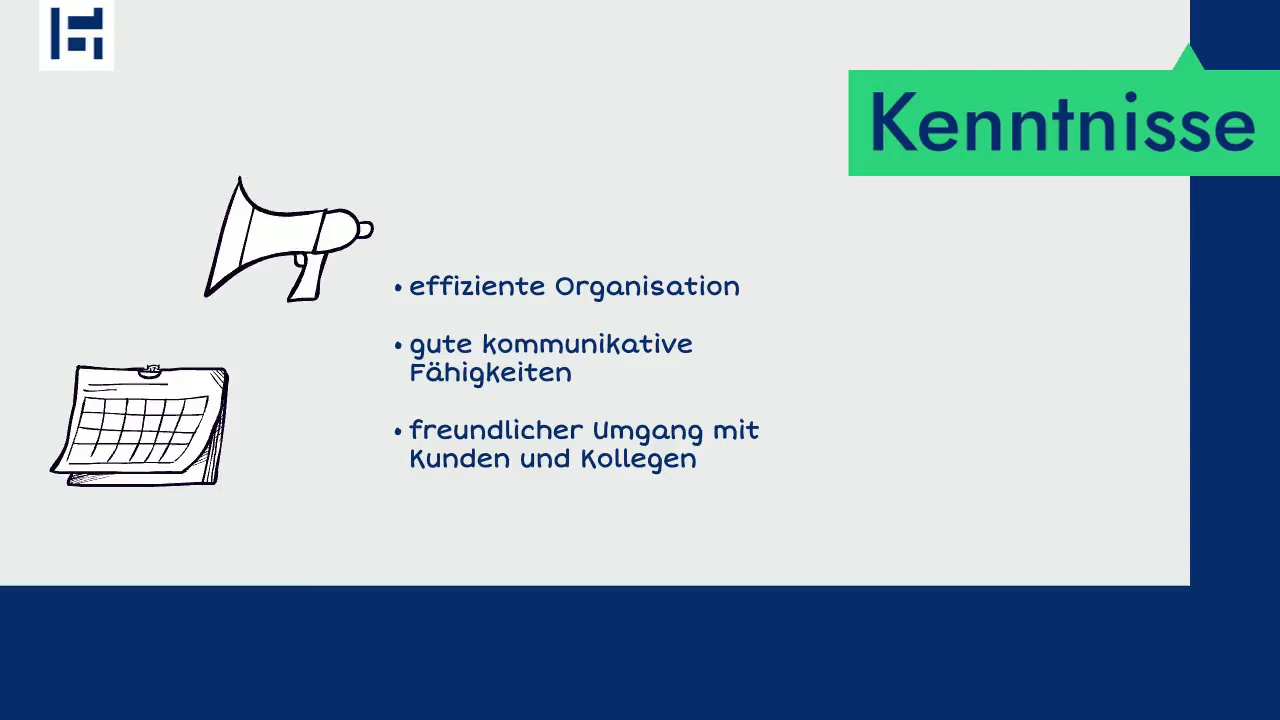 Kenntnisse
• effiziente Organisation
• gute kommunikative
Fähigkeiten
• freundlicher Umgang mit
Kunden und Kollegen